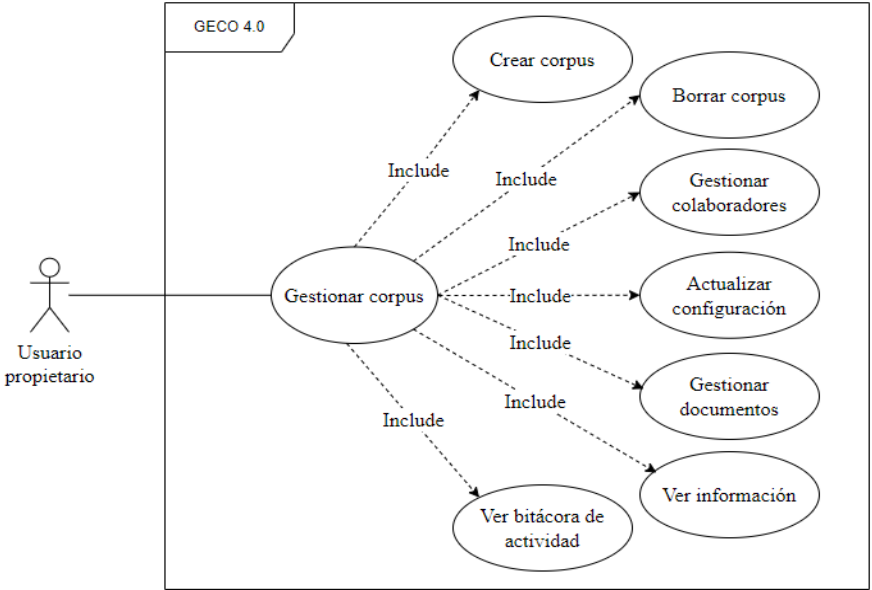 GECO 4.0
Crear corpus
Borrar corpus
Include
Include
Gestionar
colaboradores
Include
Gestionar corpus
Include
Actualizar
configuración
Usuario
propietario
Include
Gestionar
documentos
Include
Include
Ver información
Ver bitácora de
actividad